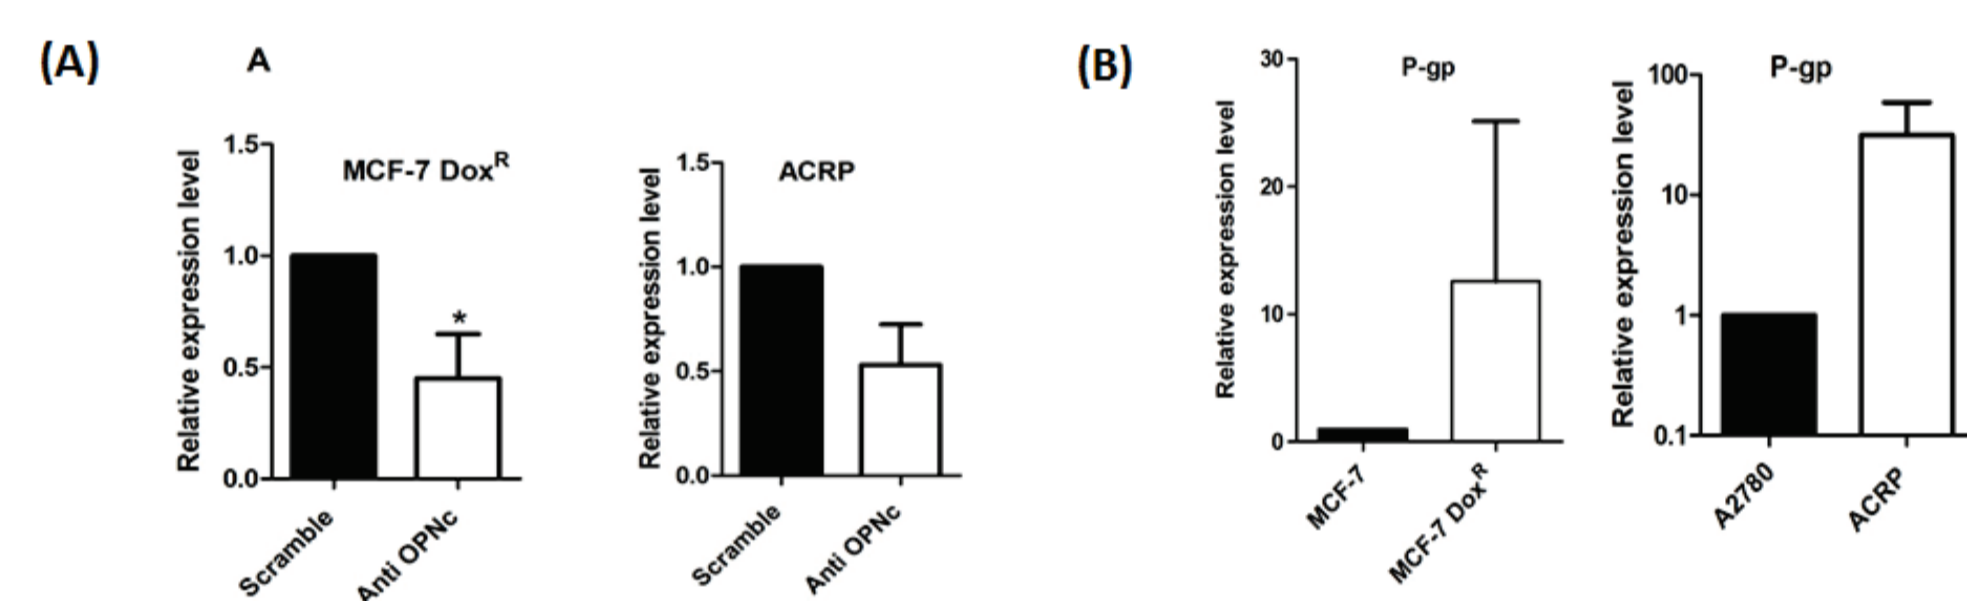 (A)
A
Relative expression level
1.5
1.0
0.5
0.0
MCF-7 Dox^R
*
Scramble
Anti OPNc
Relative expression level
1.5
1.0
0.5
0.0
ACRP
Scramble
Anti OPNc
(B)
Relative expression level
30
20
10
0
P-gp
MCF-7
MCF-7 Dox^R
Relative expression level
100
10
1
0.1
P-gp
A2780
ACRP